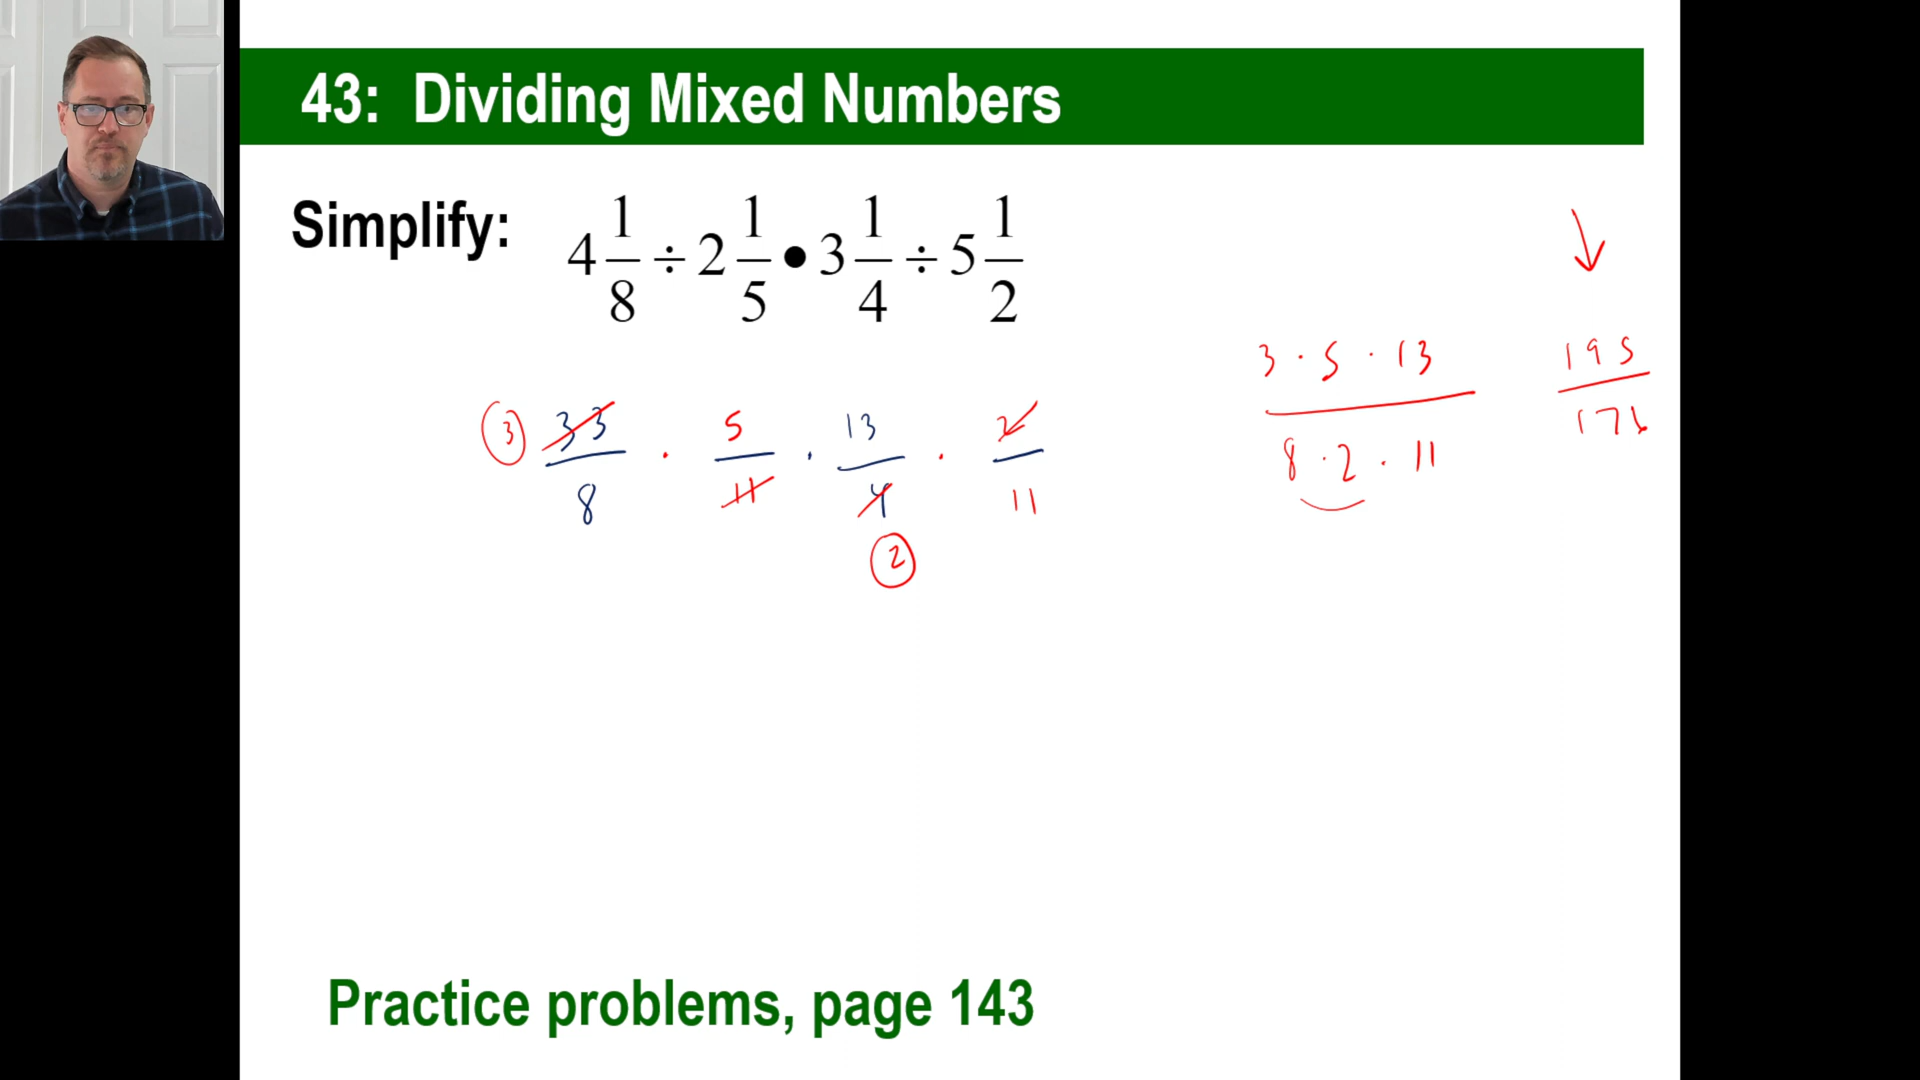 43: Dividing Mixed Numbers
Simplify: 4 1/8 ÷ 2 1/5 • 3 1/4 ÷ 5 1/2
3 · 5 · 13 / 8 · 2 · 11
195 / 176
③ 33/8 · 5/11 · 13/4 · 2/11
②
Practice problems, page 143